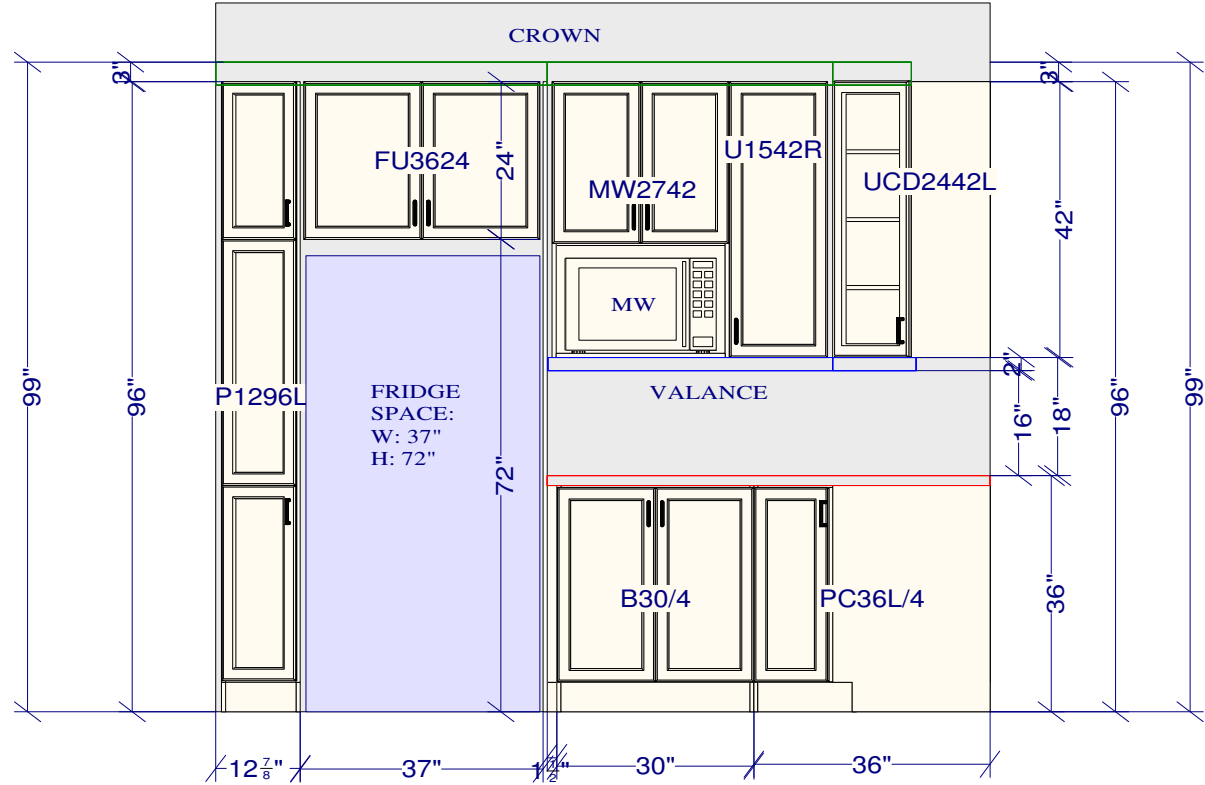 CROWN
3"
3"
FU3624
24"
U1542R
MW2742
UCD2442L
42"
MW
2"
99"
96"
P1296L
FRIDGE
SPACE:
W: 37"
H: 72"
VALANCE
16"
18"
96"
99"
72"
B30/4
PC36L/4
36"
12 7/8"
37"
30"
36"